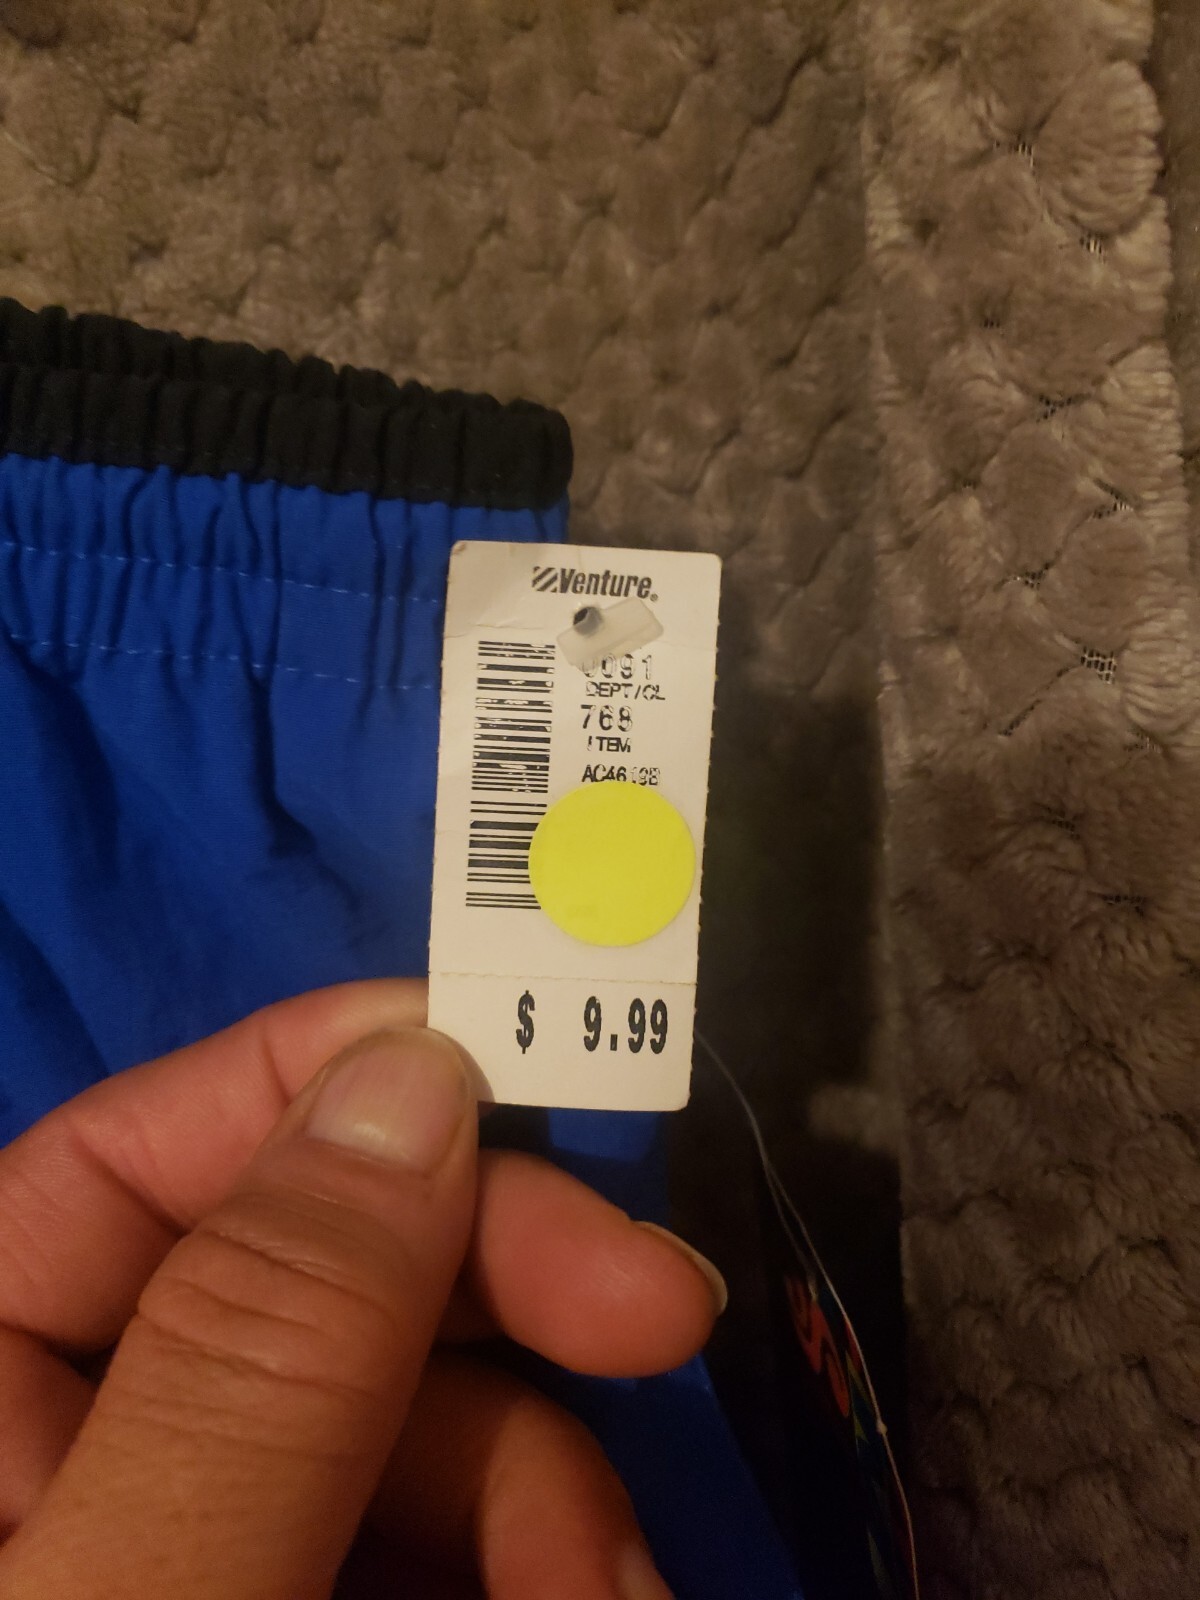 Venture®
0091
DEPT/CL
768
ITEM
$ 9.99